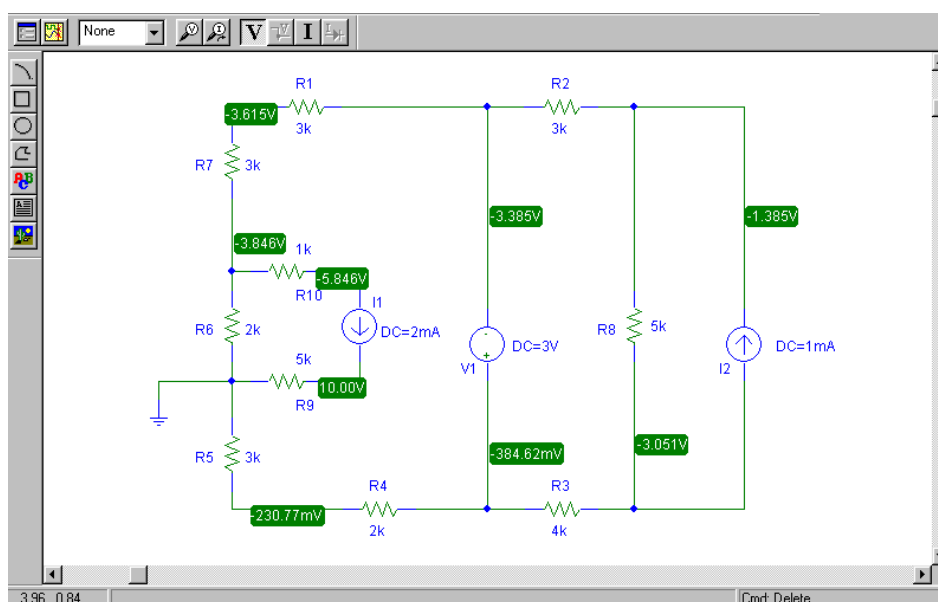 None
V
V
V
I
I
ABC
R1
R2
-3.615V
3k
3k
R7
3k
-3.385V
-1.385V
-3.846V
1k
-5.846V
R10
I1
R6
2k
DC=2mA
-
+
DC=3V
V1
R8
5k
DC=1mA
I2
5k
10.00V
R9
R5
3k
-384.62mV
-3.051V
R4
R3
-230.77mV
2k
4k
3.96, 0.84
Cmd: Delete